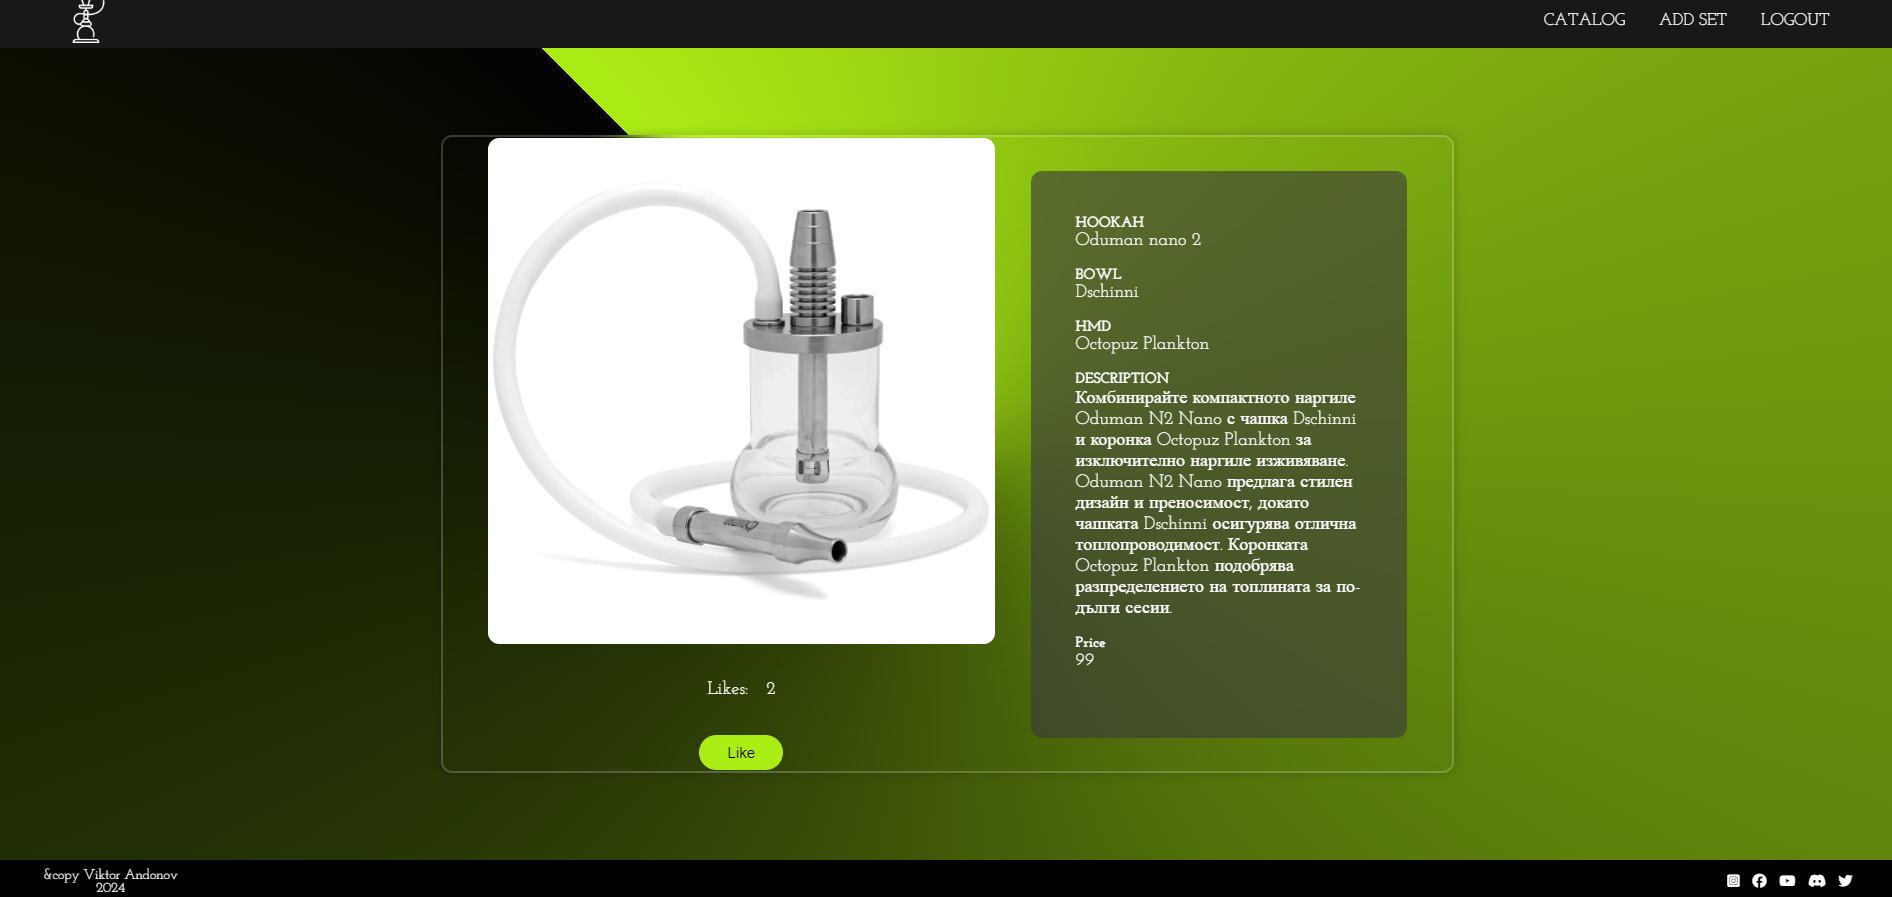 CATALOG ADD SET LOGOUT
HOOKAH
Oduman nano 2
BOWL
Dschinni
HMD
Octopuz Plankton
DESCRIPTION
Комбинирайте компактното наргиле
Oduman N2 Nano с чашка Dschinni
и коронка Octopuz Plankton за
изключително наргиле изживяване.
Oduman N2 Nano предлага стилен
дизайн и преносимост, докато
чашката Dschinni осигурява отлична
топлопроводимост. Коронката
Octopuz Plankton подобрява
разпределението на топлината за по-
дълги сесии.
Price
99
Likes: 2
Like
&copy Viktor Andonov
2024